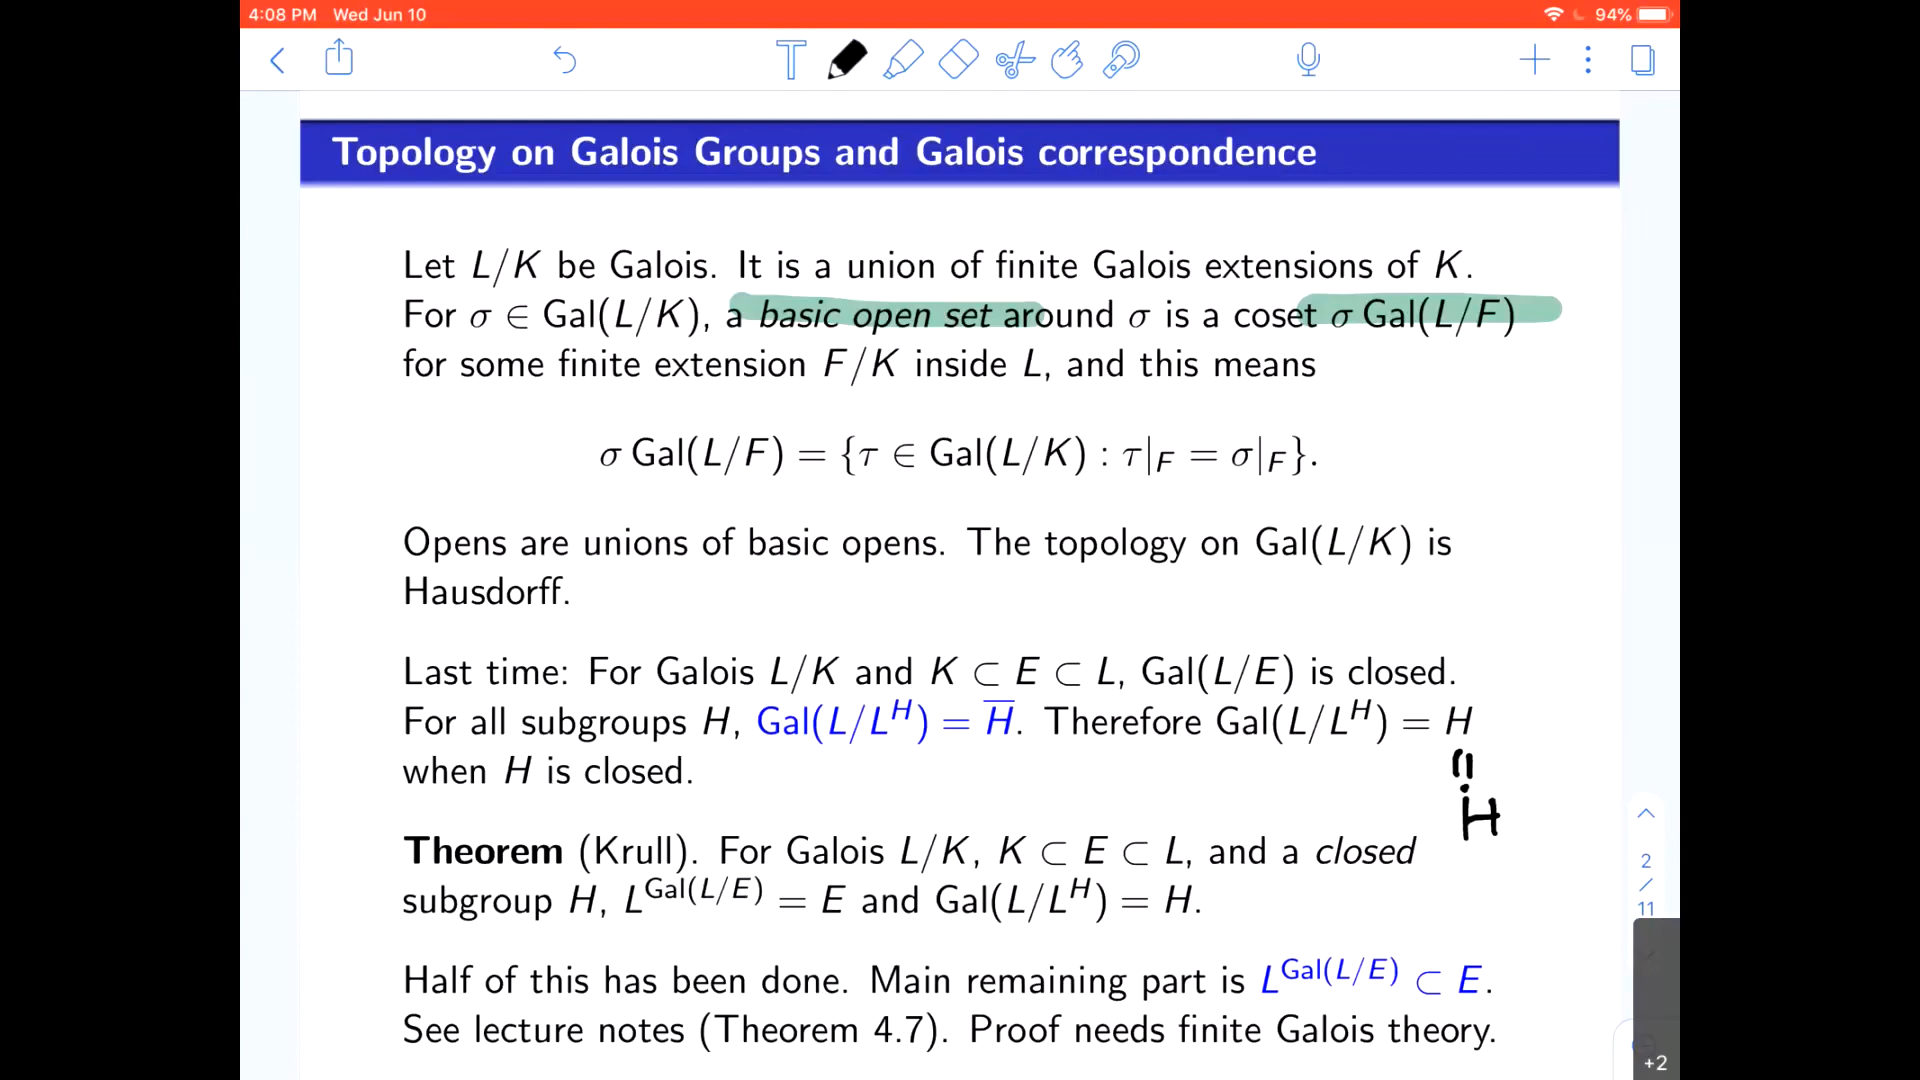 4:08 PM Wed Jun 10
94%
Topology on Galois Groups and Galois correspondence
Let L/K be Galois. It is a union of finite Galois extensions of K.
For σ ∈ Gal(L/K), a basic open set around σ is a coset σ Gal(L/F)
for some finite extension F/K inside L, and this means
σ Gal(L/F) = {τ ∈ Gal(L/K) : τ|_F = σ|_F}.
Opens are unions of basic opens. The topology on Gal(L/K) is
Hausdorff.
Last time: For Galois L/K and K ⊂ E ⊂ L, Gal(L/E) is closed.
For all subgroups H, Gal(L/L^H) = H̅. Therefore Gal(L/L^H) = H
when H is closed.
H
Theorem (Krull). For Galois L/K, K ⊂ E ⊂ L, and a closed
subgroup H, L^Gal(L/E) = E and Gal(L/L^H) = H.
Half of this has been done. Main remaining part is L^Gal(L/E) ⊂ E.
See lecture notes (Theorem 4.7). Proof needs finite Galois theory.
2
/
11
+2